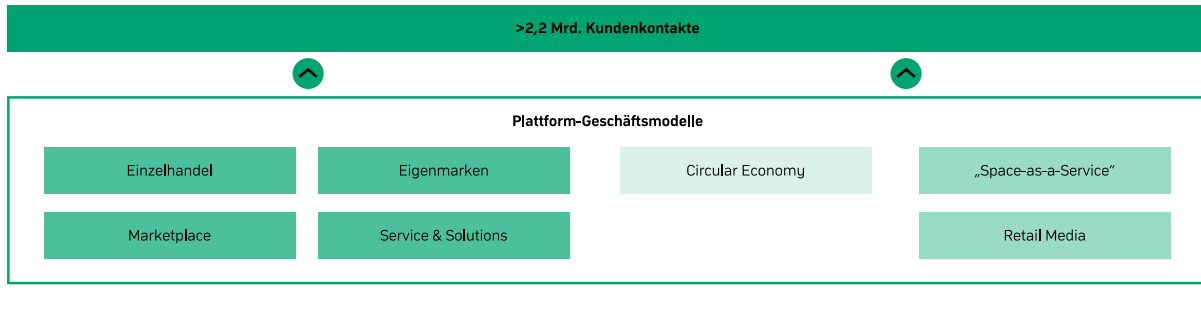 >2,2 Mrd. Kundenkontakte
Plattform-Geschäftsmodelle
Einzelhandel
Eigenmarken
Circular Economy
„Space-as-a-Service“
Marketplace
Service & Solutions
Retail Media